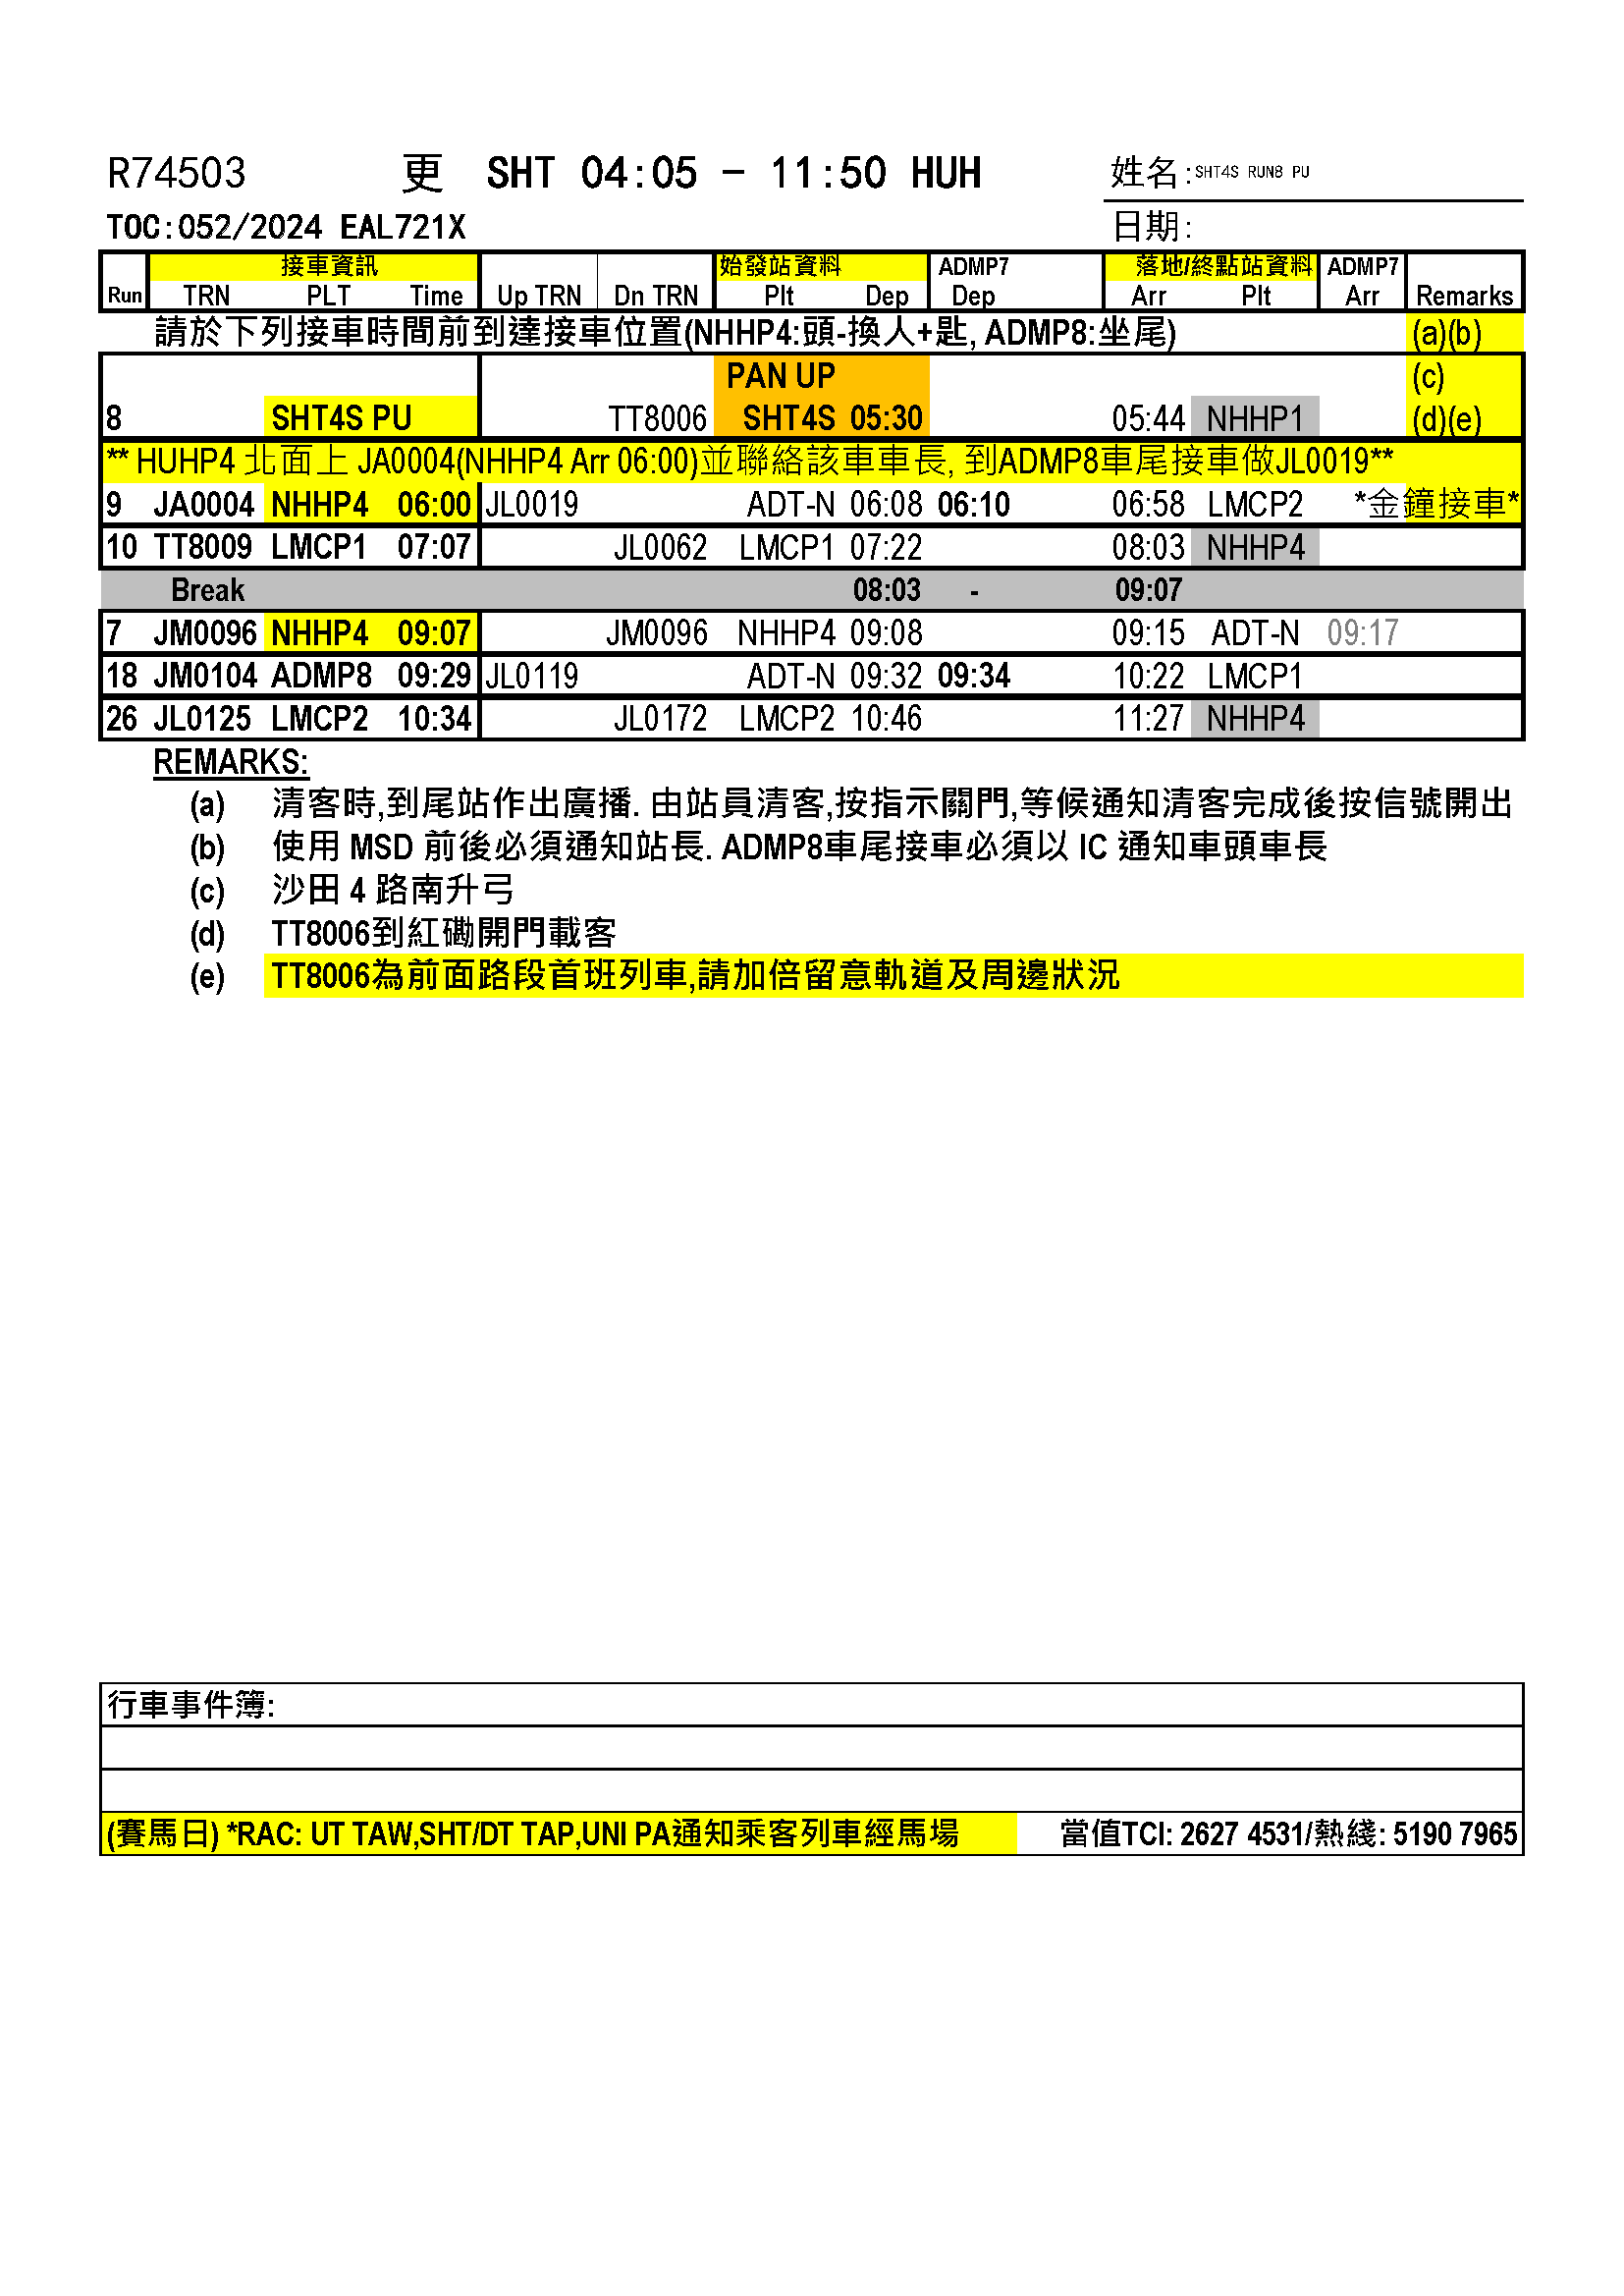 R74503 更 SHT 04:05 - 11:50 HUH 姓名:SHT4S RUN8 PU
TOC:052/2024 EAL721X 日期:
接車資訊 始發站資料 ADMP7 落地/終點站資料 ADMP7
Run TRN PLT Time Up TRN Dn TRN Plt Dep Dep Arr Plt Arr Remarks
請於下列接車時間前到達接車位置(NHHP4:頭-換人+匙, ADMP8:坐尾) (a)(b)
PAN UP (c)
8 SHT4S PU TT8006 SHT4S 05:30 05:44 NHHP1 (d)(e)
** HUHP4 北面上 JA0004(NHHP4 Arr 06:00)並聯絡該車車長, 到ADMP8車尾接車做JL0019**
9 JA0004 NHHP4 06:00 JL0019 ADT-N 06:08 06:10 06:58 LMCP2 *金鐘接車*
10 TT8009 LMCP1 07:07 JL0062 LMCP1 07:22 08:03 NHHP4
Break 08:03 - 09:07
7 JM0096 NHHP4 09:07 JM0096 NHHP4 09:08 09:15 ADT-N 09:17
18 JM0104 ADMP8 09:29 JL0119 ADT-N 09:32 09:34 10:22 LMCP1
26 JL0125 LMCP2 10:34 JL0172 LMCP2 10:46 11:27 NHHP4
REMARKS:
(a) 清客時,到尾站作出廣播. 由站員清客,按指示關門,等候通知清客完成後按信號開出
(b) 使用 MSD 前後必須通知站長. ADMP8車尾接車必須以 IC 通知車頭車長
(c) 沙田 4 路南升弓
(d) TT8006到紅磡開門載客
(e) TT8006為前面路段首班列車,請加倍留意軌道及周邊狀況
行車事件簿:
(賽馬日) *RAC: UT TAW,SHT/DT TAP,UNI PA通知乘客列車經馬場 當值TCI: 2627 4531/熱綫: 5190 7965